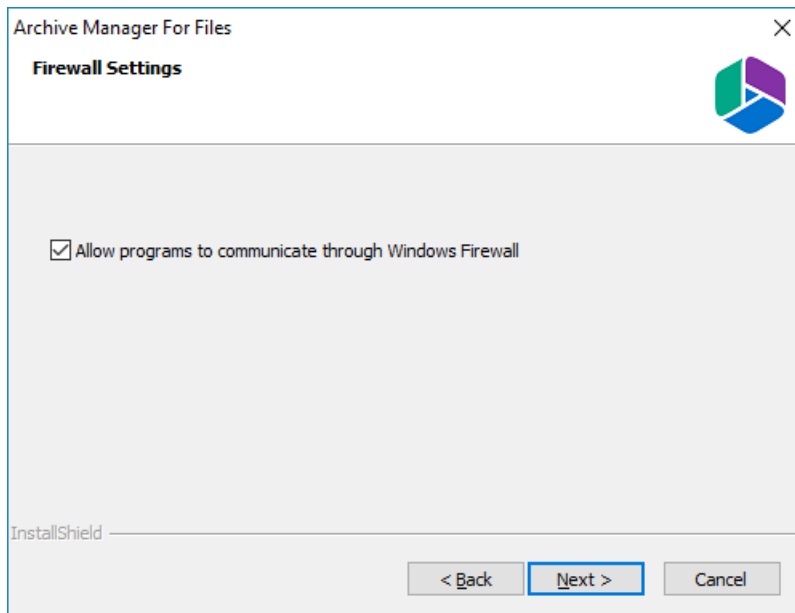 Archive Manager For Files
Firewall Settings
Allow programs to communicate through Windows Firewall
InstallShield
< Back
Next >
Cancel